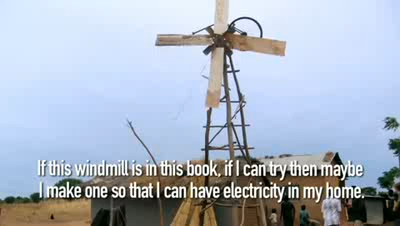 If this windmill is in this book, if I can try then maybe
I make one so that I can have electricity in my home.